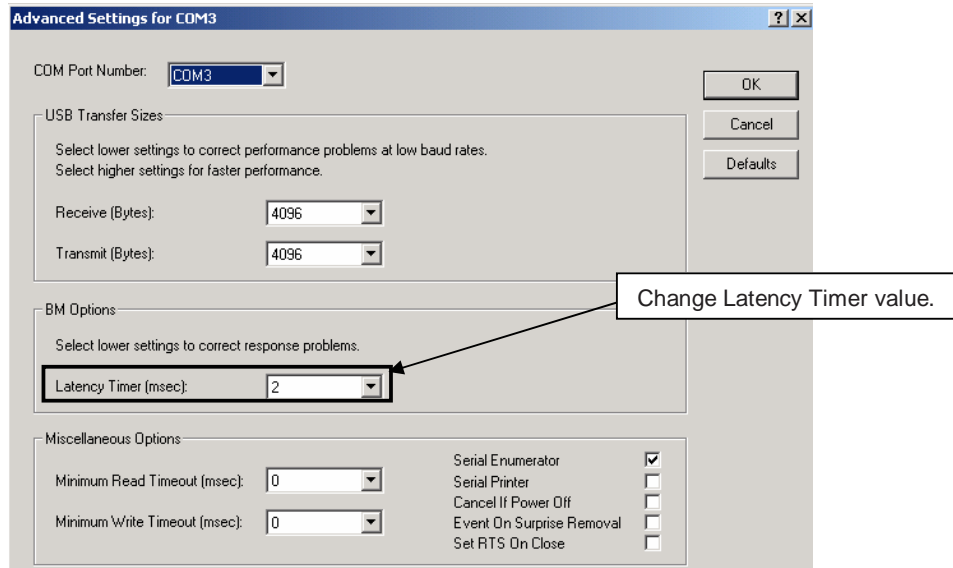 Advanced Settings for COM3
COM Port Number: COM3
OK
Cancel
Defaults
USB Transfer Sizes
Select lower settings to correct performance problems at low baud rates.
Select higher settings for faster performance.
Receive (Bytes): 4096
Transmit (Bytes): 4096
Change Latency Timer value.
BM Options
Select lower settings to correct response problems.
Latency Timer (msec): 2
Miscellaneous Options
Minimum Read Timeout (msec): 0
Minimum Write Timeout (msec): 0
Serial Enumerator
Serial Printer
Cancel If Power Off
Event On Surprise Removal
Set RTS On Close